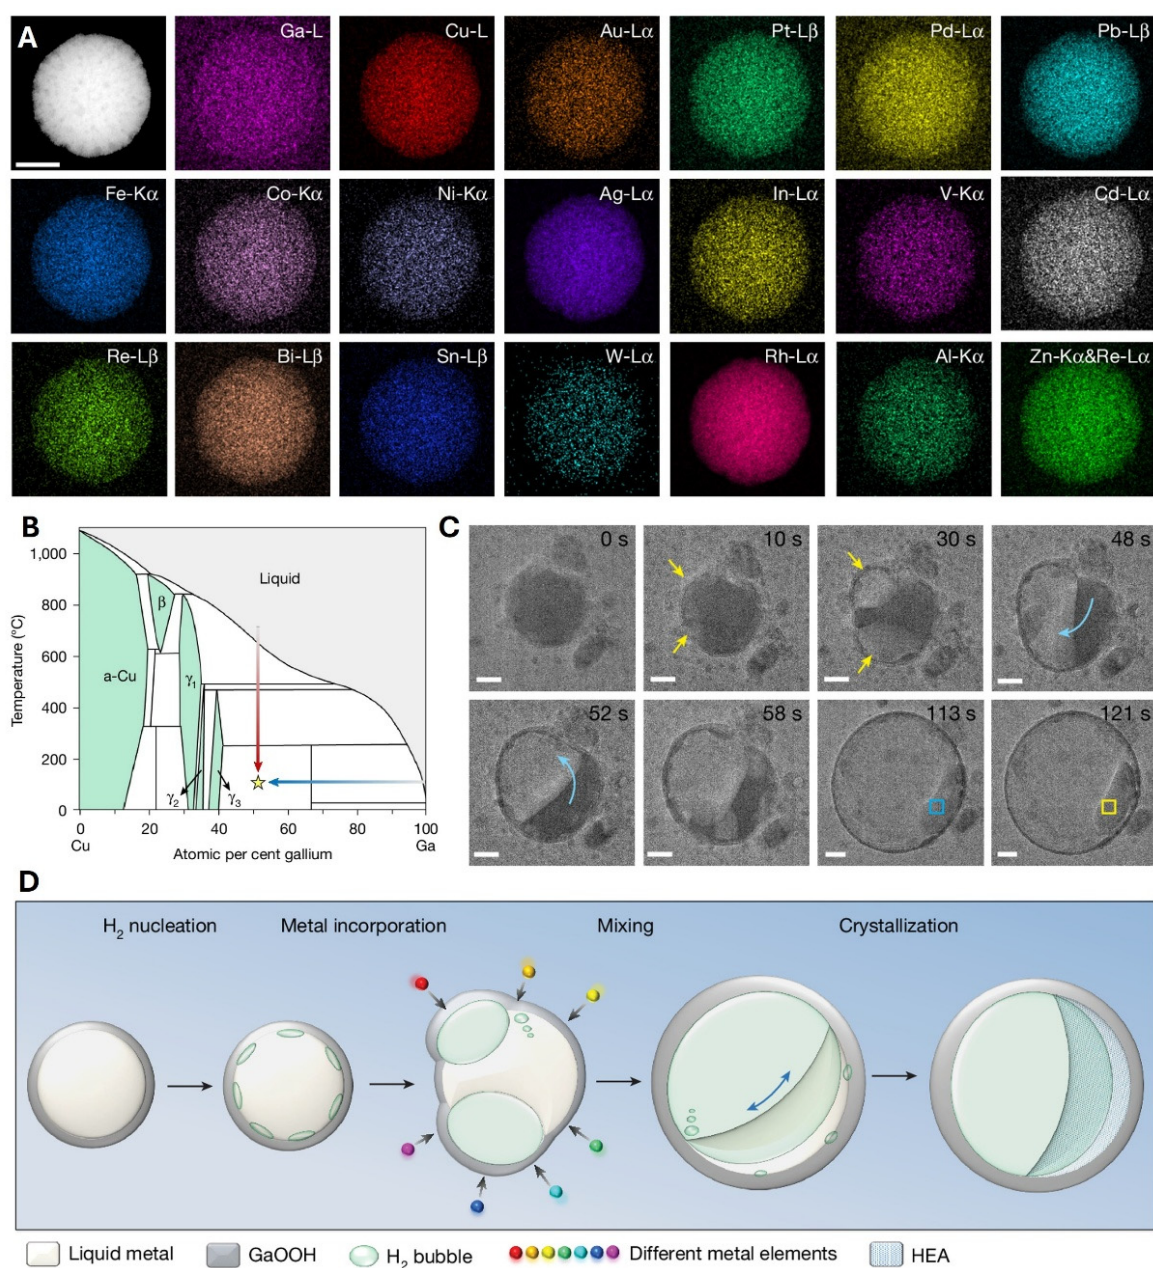 A
Ga-L
Cu-L
Au-Lα
Pt-Lβ
Pd-Lα
Pb-Lβ
Fe-Kα
Co-Kα
Ni-Kα
Ag-Lα
In-Lα
V-Kα
Cd-Lα
Re-Lβ
Bi-Lβ
Sn-Lβ
W-Lα
Rh-Lα
Al-Kα
Zn-Kα&Re-Lα
B
Temperature (°C)
1,000
800
600
400
200
0
Liquid
β
a-Cu
γ₁
γ₂
γ₃
0 20 40 60 80 100
Cu Ga
Atomic per cent gallium
C
0 s
10 s
30 s
48 s
52 s
58 s
113 s
121 s
D
H₂ nucleation
Metal incorporation
Mixing
Crystallization
Liquid metal
GaOOH
H₂ bubble
Different metal elements
HEA